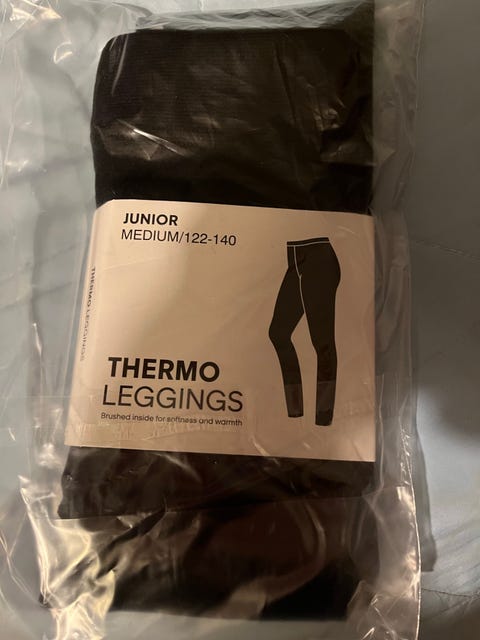 JUNIOR
MEDIUM/122-140
THERMO LEGGINGS
THERMO
LEGGINGS
Brushed inside for softness and warmth